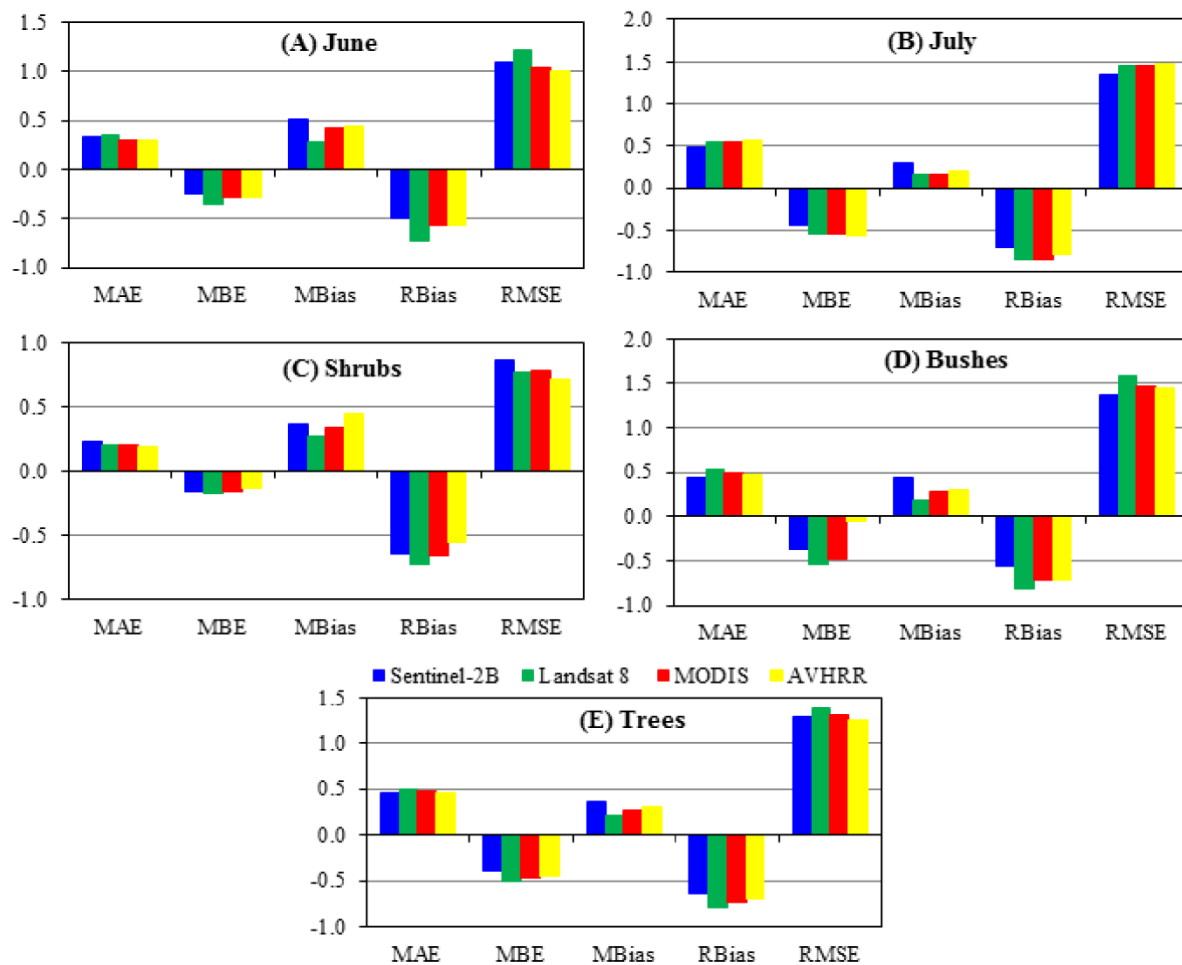 (A) June
1.5
1.0
0.5
0.0
-0.5
-1.0
MAE MBE MBias RBias RMSE
(B) July
2.0
1.5
1.0
0.5
0.0
-0.5
-1.0
MAE MBE MBias RBias RMSE
(C) Shrubs
1.0
0.5
0.0
-0.5
-1.0
MAE MBE MBias RBias RMSE
(D) Bushes
2.0
1.5
1.0
0.5
0.0
-0.5
-1.0
MAE MBE MBias RBias RMSE
Sentinel-2B Landsat 8 MODIS AVHRR
(E) Trees
1.5
1.0
0.5
0.0
-0.5
-1.0
MAE MBE MBias RBias RMSE